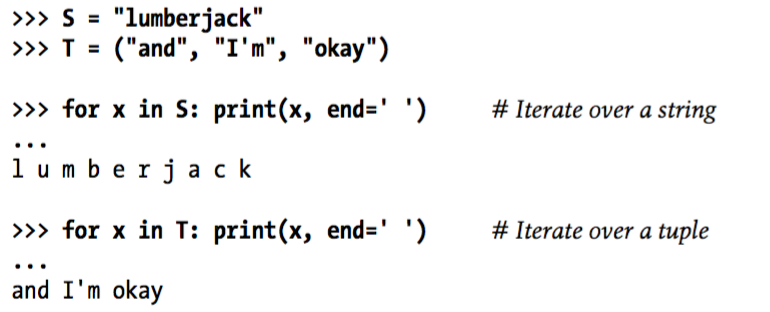 >>> S = "lumberjack"
>>> T = ("and", "I'm", "okay")
>>> for x in S: print(x, end=' ') # Iterate over a string
...
l u m b e r j a c k
>>> for x in T: print(x, end=' ') # Iterate over a tuple
...
and I'm okay